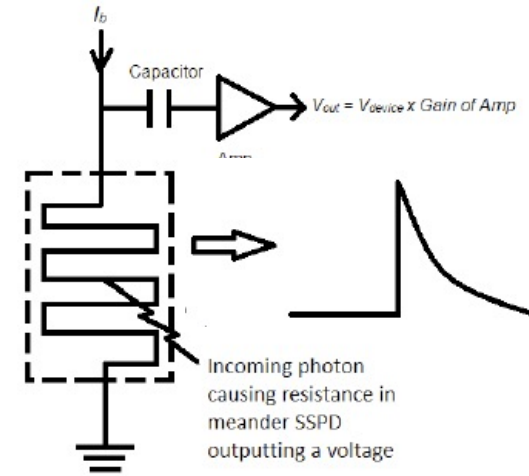 I_b
Capacitor
V_out = V_device x Gain of Amp
Incoming photon
causing resistance in
meander SSPD
outputting a voltage